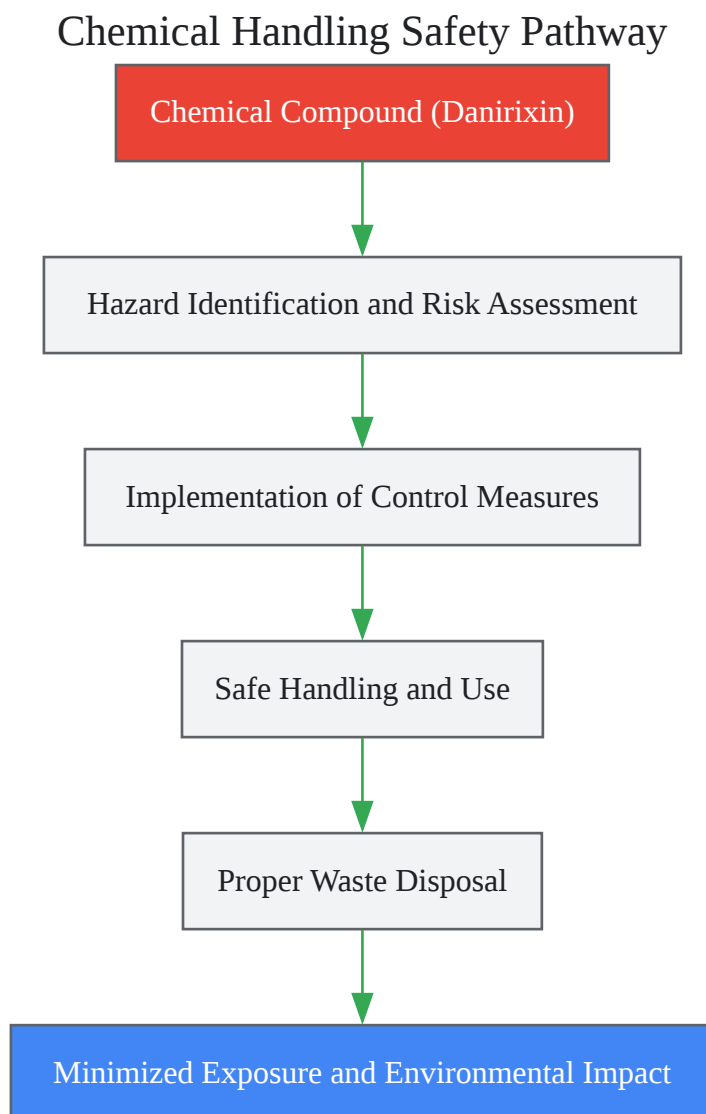 Chemical Handling Safety Pathway
Chemical Compound (Danirixin)
Hazard Identification and Risk Assessment
Implementation of Control Measures
Safe Handling and Use
Proper Waste Disposal
Minimized Exposure and Environmental Impact